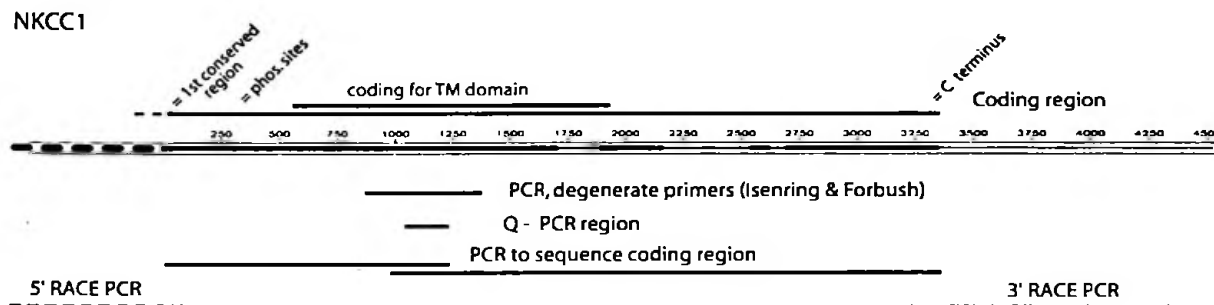 NKCC1
= 1st conserved
region
= phos. sites
coding for TM domain
= C terminus
Coding region
250 500 750 1000 1250 1500 1750 2000 2250 2500 2750 3000 3250 3500 3750 4000 4250 450
PCR, degenerate primers (Isenring & Forbush)
Q - PCR region
PCR to sequence coding region
5' RACE PCR
3' RACE PCR